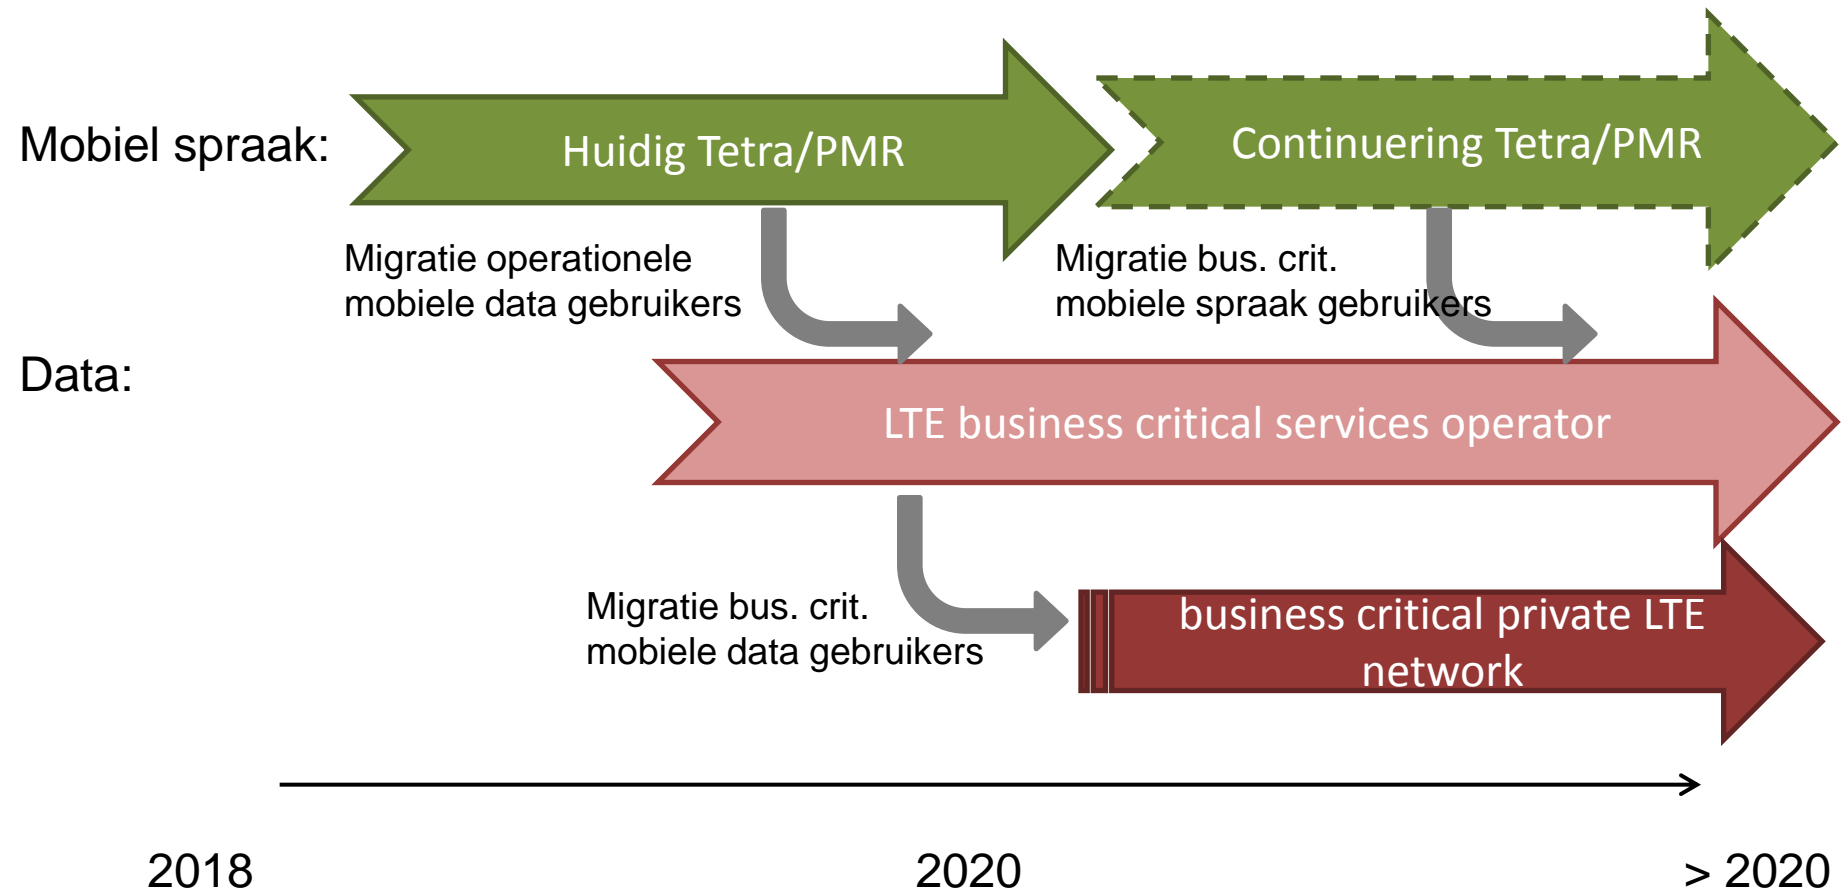 Mobiel spraak:
Huidig Tetra/PMR
Continuering Tetra/PMR
Migratie operationele
mobiele data gebruikers
Migratie bus. crit.
mobiele spraak gebruikers
Data:
LTE business critical services operator
Migratie bus. crit.
mobiele data gebruikers
business critical private LTE
network
2018
2020
> 2020